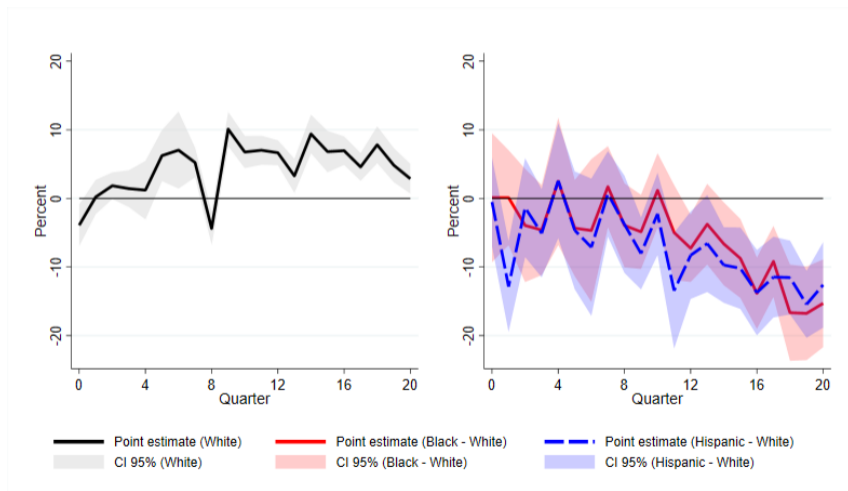 20
10
0
-10
-20
Percent
0 4 8 12 16 20
Quarter
20
10
0
-10
-20
Percent
0 4 8 12 16 20
Quarter
Point estimate (White) Point estimate (Black - White) Point estimate (Hispanic - White)
CI 95% (White) CI 95% (Black - White) CI 95% (Hispanic - White)